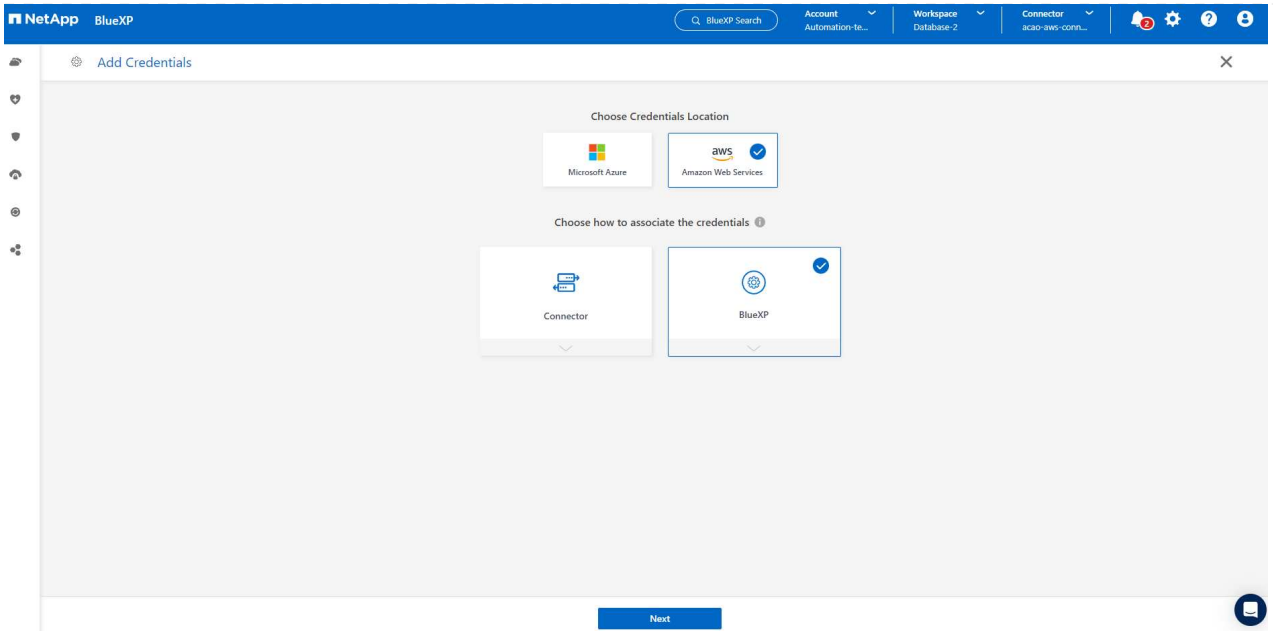 NetApp BlueXP
BlueXP Search
Account
Automation-te...
Workspace
Database-2
Connector
acao-aws-conn...
2
Add Credentials
Choose Credentials Location
Microsoft Azure
aws
Amazon Web Services
Choose how to associate the credentials
Connector
BlueXP
Next